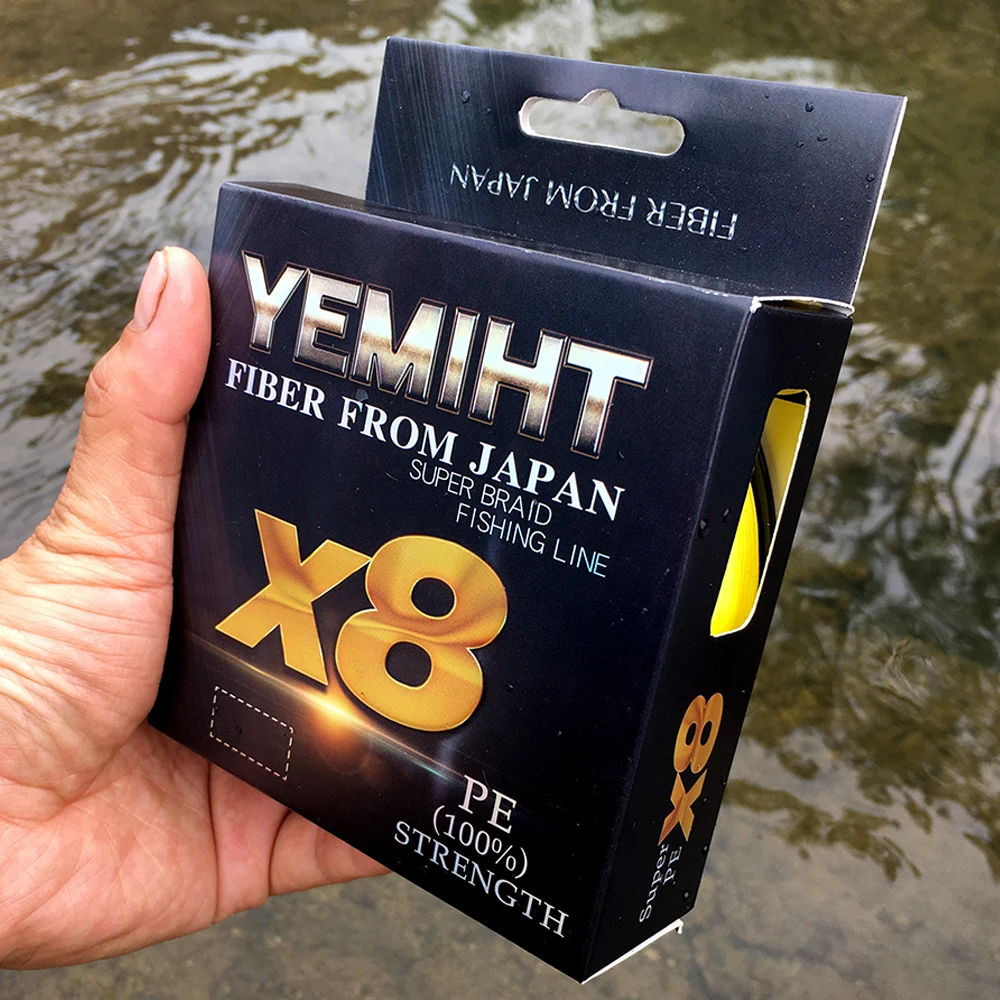 FIBER FROM JAPAN
YEMIHT
FIBER FROM JAPAN
SUPER BRAID
FISHING LINE
X8
PE
(100%)
STRENGTH
X8
Super
PE